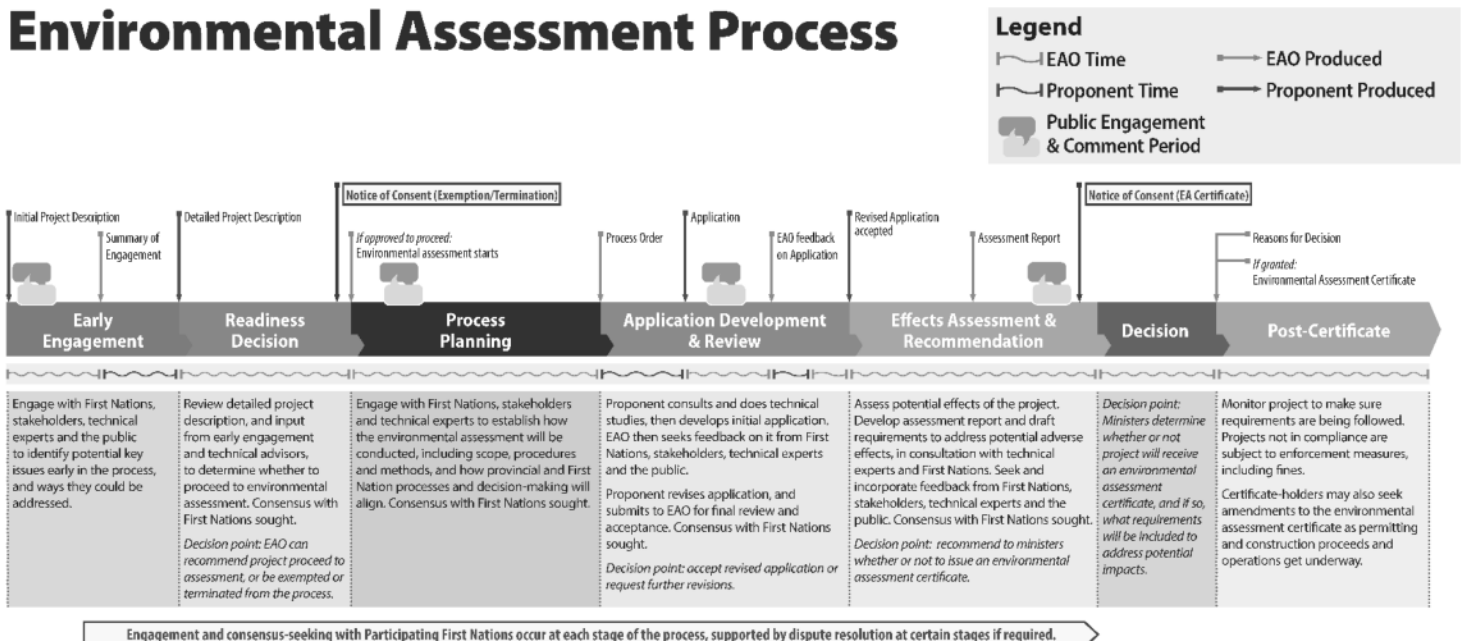 Environmental Assessment Process
Legend
EAO Time
EAO Produced
Proponent Time
Proponent Produced
Public Engagement
& Comment Period
Notice of Consent (Exemption/Termination)
Notice of Consent (EA Certificate)
Initial Project Description
Summary of
Engagement
Detailed Project Description
If approved to proceed:
Environmental assessment starts
Process Order
Application
EAO feedback
on Application
Revised Application
accepted
Assessment Report
Reasons for Decision
If granted:
Environmental Assessment Certificate
Early
Engagement
Readiness
Decision
Process
Planning
Application Development
& Review
Effects Assessment &
Recommendation
Decision
Post-Certificate
Engage with First Nations,
stakeholders, technical
experts and the public
to identify potential key
issues early in the process,
and ways they could be
addressed.
Review detailed project
description, and input
from early engagement
and technical advisors,
to determine whether to
proceed to environmental
assessment. Consensus with
First Nations sought.
Decision point: EAO can
recommend project proceed to
assessment, or be exempted or
terminated from the process.
Engage with First Nations, stakeholders
and technical experts to establish how
the environmental assessment will be
conducted, including scope, procedures
and methods, and how provincial and First
Nation processes and decision-making will
align. Consensus with First Nations sought.
Proponent consults and does technical
studies, then develops initial application.
EAO then seeks feedback on it from First
Nations, stakeholders, technical experts
and the public.
Proponent revises application, and
submits to EAO for final review and
acceptance. Consensus with First Nations
sought.
Decision point: accept revised application or
request further revisions.
Assess potential effects of the project.
Develop assessment report and draft
requirements to address potential adverse
effects, in consultation with technical
experts and First Nations. Seek and
incorporate feedback from First Nations,
stakeholders, technical experts and the
public. Consensus with First Nations sought.
Decision point: recommend to ministers
whether or not to issue an environmental
assessment certificate.
Decision point:
Ministers determine
whether or not
project will receive
an environmental
assessment
certificate, and if so,
what requirements
will be included to
address potential
impacts.
Monitor project to make sure
requirements are being followed.
Projects not in compliance are
subject to enforcement measures,
including fines.
Certificate-holders may also seek
amendments to the environmental
assessment certificate as permitting
and construction proceeds and
operations get underway.
Engagement and consensus-seeking with Participating First Nations occur at each stage of the process, supported by dispute resolution at certain stages if required.